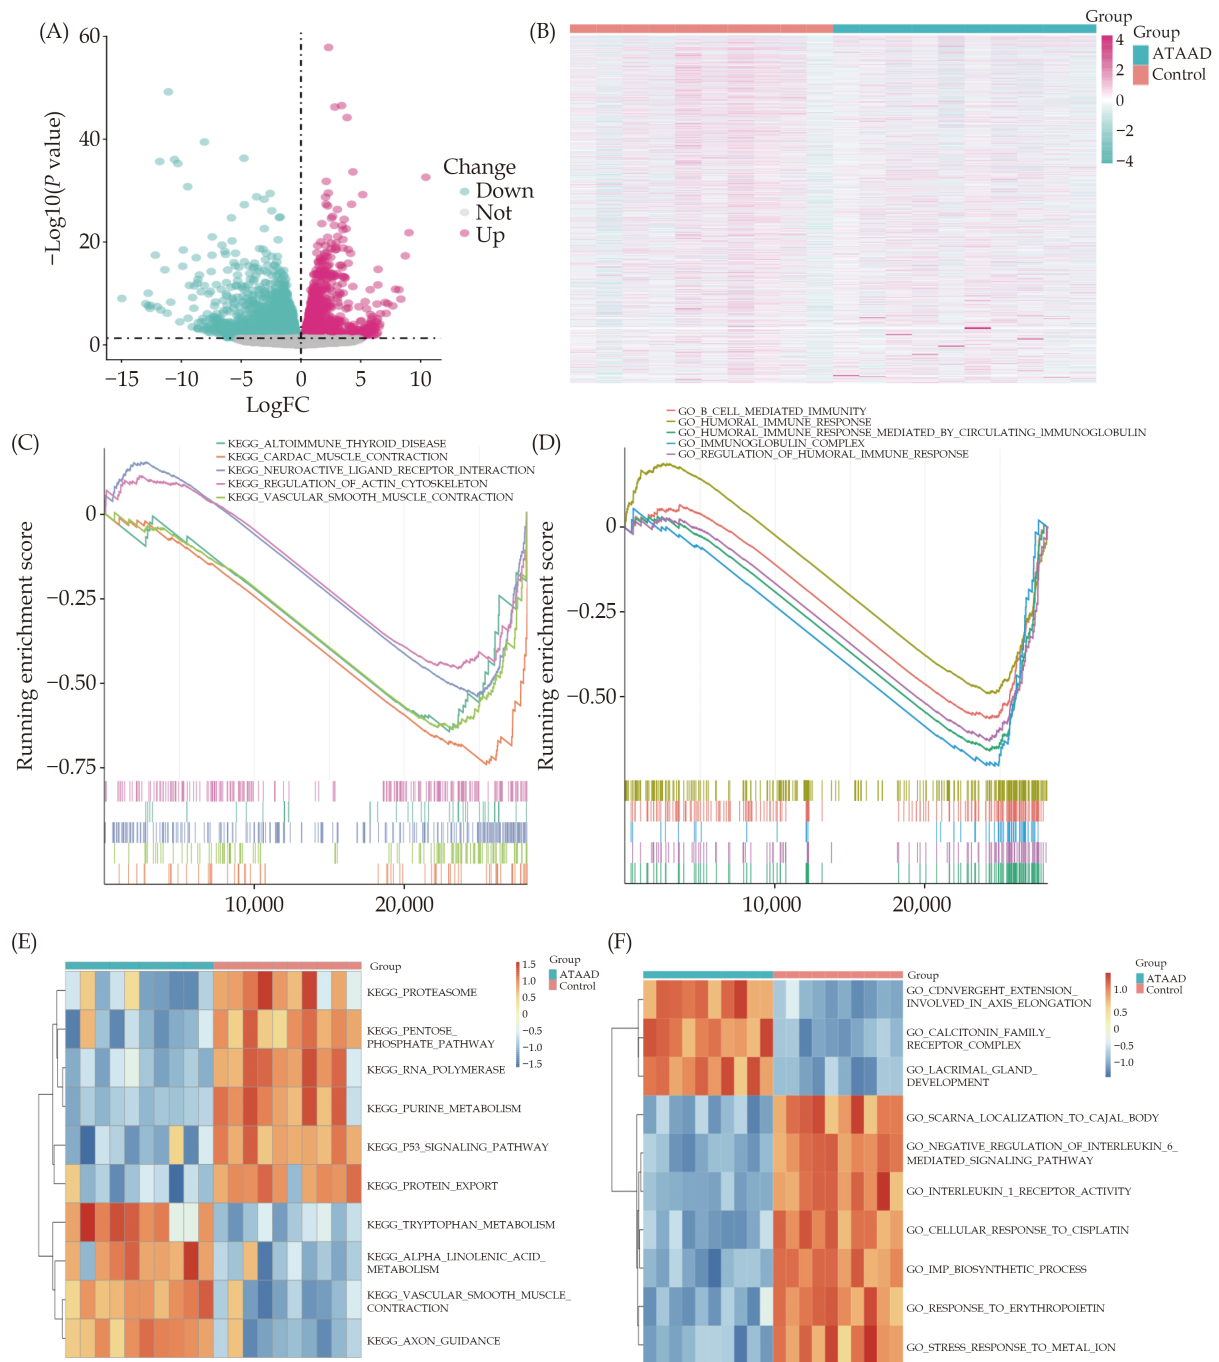 (A)
60
40
20
0
−Log10(P value)
−15
−10
−5
0
5
10
LogFC
Change
Down
Not
Up
(B)
Group
4
2
0
−2
−4
Group
ATAAD
Control
(C)
KEGG_ALTOIMMUNE_THYROID_DISEASE
KEGG_CARDAC_MUSCLE_CONTRACTION
KEGG_NEUROACTIVE_LIGAND_RECEPTOR_INTERACTION
KEGG_REGULATION_OF_ACTIN_CYTOSKELETON
KEGG_VASCULAR_SMOOTH_MUSCLE_CONTRACTION
0
−0.25
−0.50
−0.75
Running enrichment score
10,000
20,000
(D)
GO_B_CELL_MEDIATED_IMMUNITY
GO_HUMORAL_IMMUNE_RESPONSE
GO_HUMORAL_IMMUNE_RESPONSE_MEDIATED_BY_CIRCULATING_IMMUNOGLOBULIN
GO_IMMUNOGLOBULIN_COMPLEX
GO_REGULATION_OF_HUMORAL_IMMUNE_RESPONSE
0
−0.25
−0.50
Running enrichment score
10,000
20,000
(E)
Group
1.5
1.0
0.5
0
−0.5
−1.0
−1.5
Group
ATAAD
Control
KEGG_PROTEASOME
KEGG_PENTOSE_
PHOSPHATE_PATHWAY
KEGG_RNA_POLYMERASE
KEGG_PURINE_METABOLISM
KEGG_P53_SIGNALING_PATHWAY
KEGG_PROTEIN_EXPORT
KEGG_TRYPTOPHAN_METABOLISM
KEGG_ALPHA_LINOLENIC_ACID_
METABOLISM
KEGG_VASCULAR_SMOOTH_MUSCLE_
CONTRACTION
KEGG_AXON_GUIDANCE
(F)
Group
1.0
0.5
0
−0.5
−1.0
Group
ATAAD
Control
GO_CDNVERGEHT_EXTENSION_
INVOLVED_IN_AXIS_ELONGATION
GO_CALCITONIN_FAMILY_
RECEPTOR_COMPLEX
GO_LACRIMAL_GLAND_
DEVELOPMENT
GO_SCARNA_LOCALIZATION_TO_CAJAL_BODY
GO_NEGATIVE_REGULATION_OF_INTERLEUKIN_6_
MEDIATED_SIGNALING_PATHWAY
GO_INTERLEUKIN_1_RECEPTOR_ACTIVITY
GO_CELLULAR_RESPONSE_TO_CISPLATIN
GO_IMP_BIOSYNTHETIC_PROCESS
GO_RESPONSE_TO_ERYTHROPOIETIN
GO_STRESS_RESPONSE_TO_METAL_ION